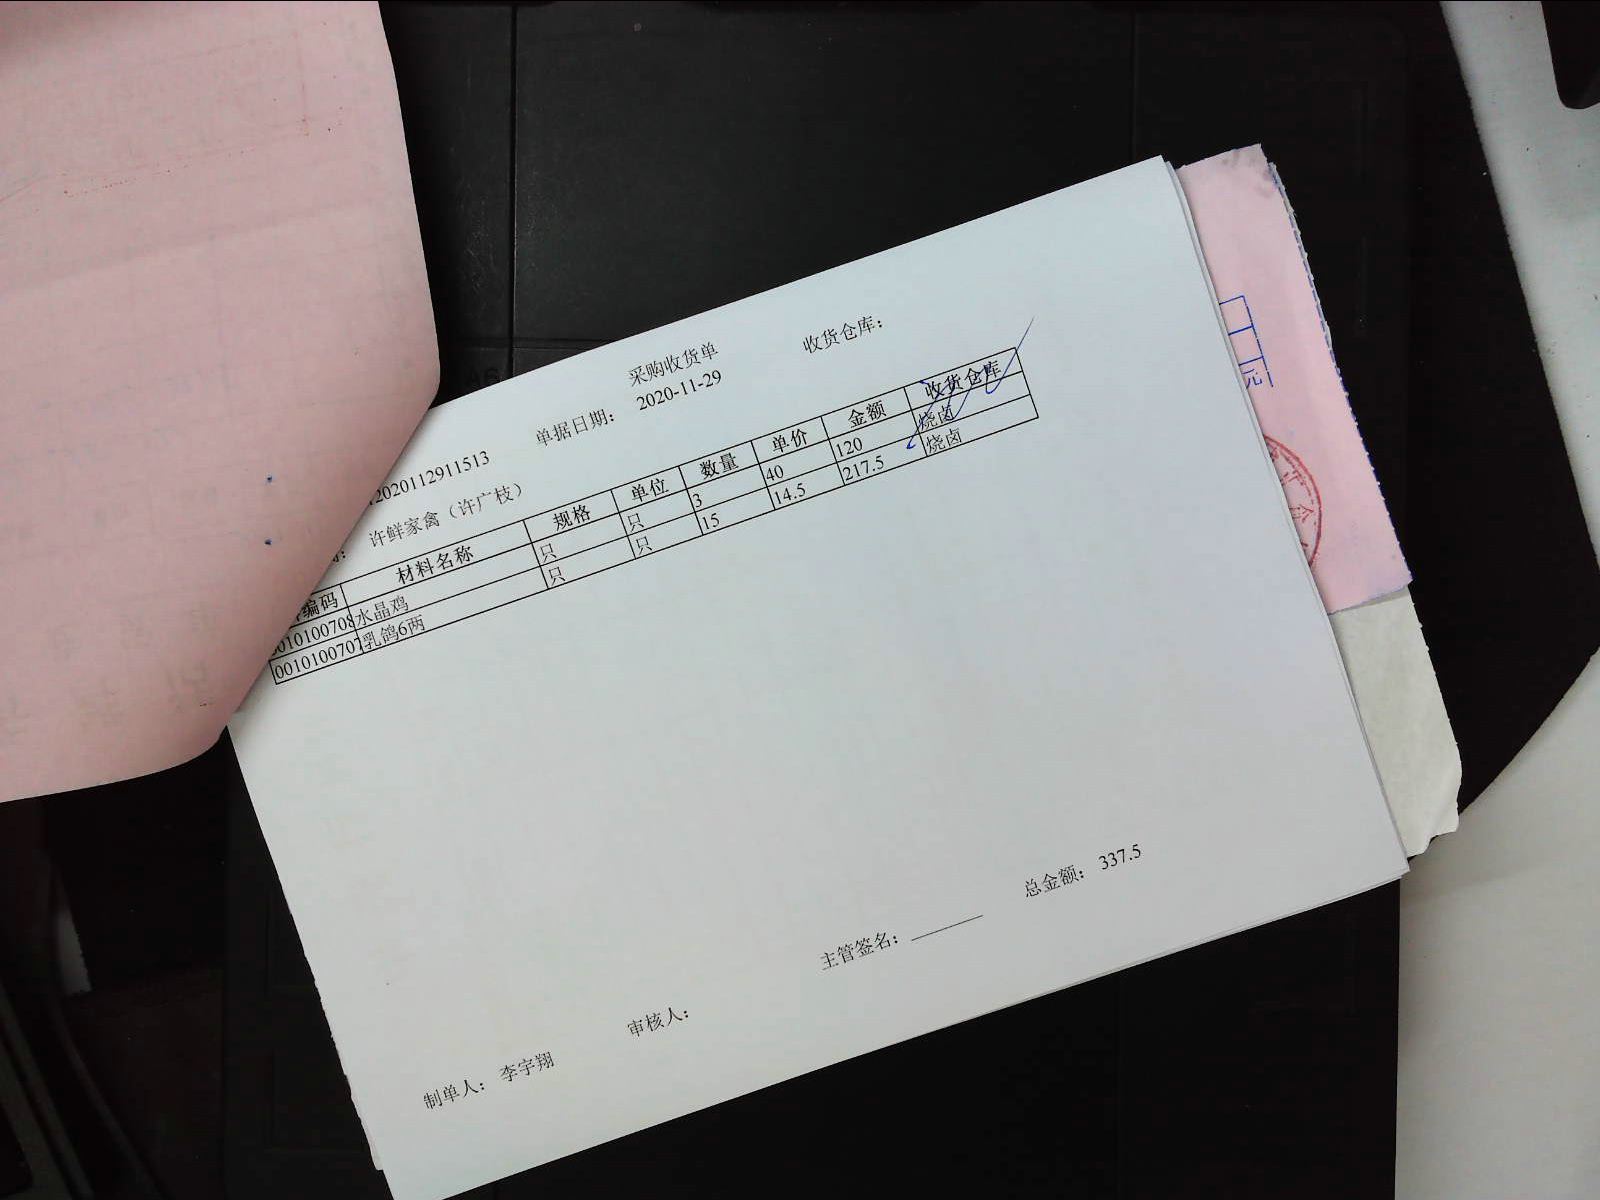 采购收货单
12020112911513 单据日期： 2020-11-29 收货仓库：
许鲜家禽（许广枝）
编码 材料名称 规格 单位 数量 单价 金额 收货仓库
010100708 水晶鸡 只 只 3 40 120 烧卤
001010070 乳鸽6两 只 只 15 14.5 217.5 烧卤
总金额： 337.5
主管签名：
审核人：
制单人： 李宇翔
元